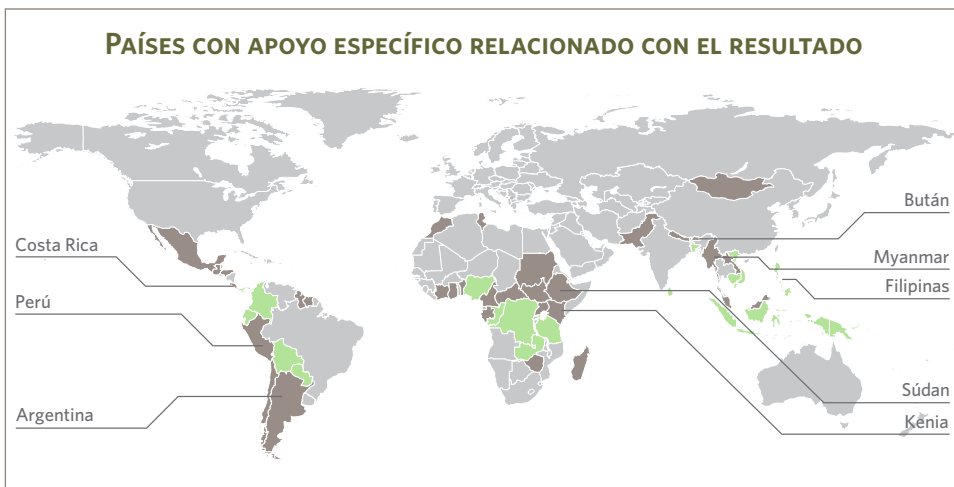 PAÍSES CON APOYO ESPECÍFICO RELACIONADO CON EL RESULTADO
Costa Rica
Perú
Argentina
Bután
Myanmar
Filipinas
Súdan
Kenia